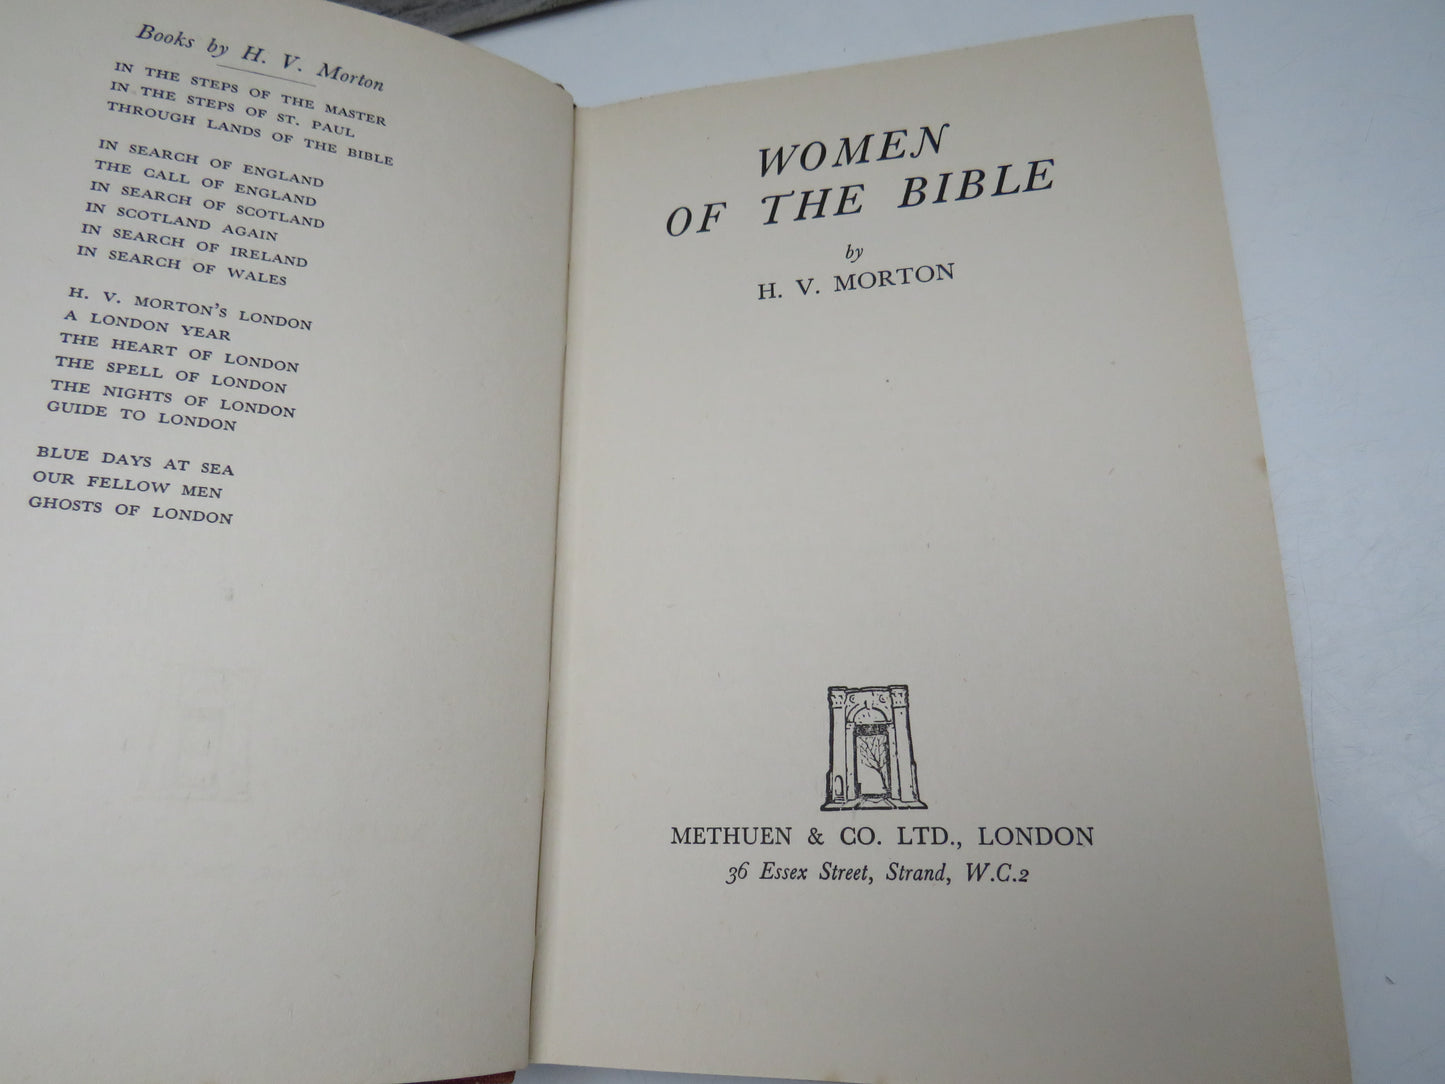 Books by H. V. Morton
IN THE STEPS OF THE MASTER
IN THE STEPS OF ST. PAUL
THROUGH LANDS OF THE BIBLE
IN SEARCH OF ENGLAND
THE CALL OF ENGLAND
IN SEARCH OF SCOTLAND
IN SCOTLAND AGAIN
IN SEARCH OF IRELAND
IN SEARCH OF WALES
H. V. MORTON'S LONDON
A LONDON YEAR
THE HEART OF LONDON
THE SPELL OF LONDON
THE NIGHTS OF LONDON
GUIDE TO LONDON
BLUE DAYS AT SEA
OUR FELLOW MEN
GHOSTS OF LONDON
WOMEN
OF THE BIBLE
by
H. V. MORTON
METHUEN & CO. LTD., LONDON
36 Essex Street, Strand, W.C.2